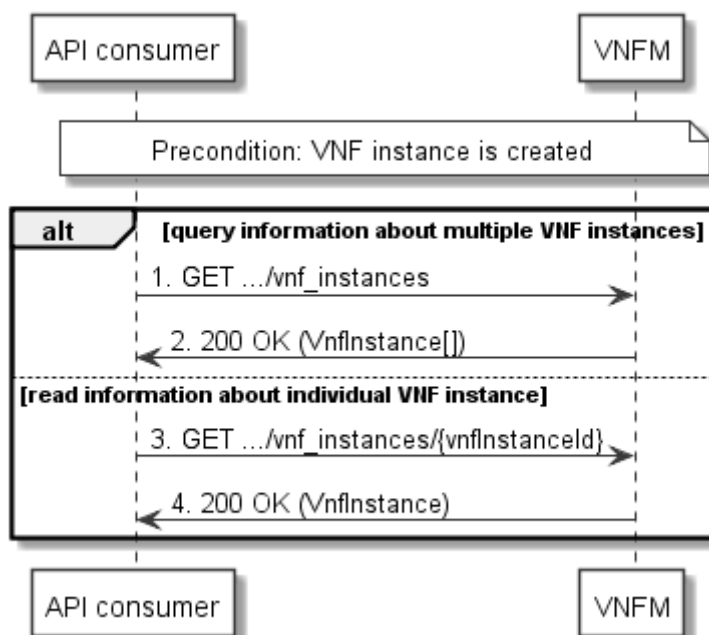 API consumer
VNFM
Precondition: VNF instance is created
alt
[query information about multiple VNF instances]
1. GET .../vnf_instances
2. 200 OK (VnfInstance[])
[read information about individual VNF instance]
3. GET .../vnf_instances/{vnfInstanceId}
4. 200 OK (VnfInstance)
API consumer
VNFM